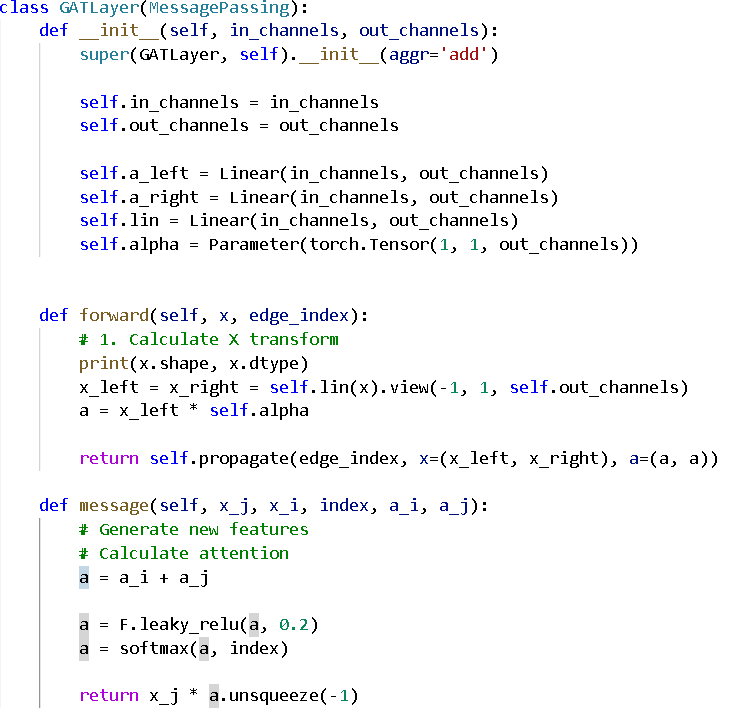 class GATLayer(MessagePassing):
    def __init__(self, in_channels, out_channels):
        super(GATLayer, self).__init__(aggr='add')
        self.in_channels = in_channels
        self.out_channels = out_channels
        self.a_left = Linear(in_channels, out_channels)
        self.a_right = Linear(in_channels, out_channels)
        self.lin = Linear(in_channels, out_channels)
        self.alpha = Parameter(torch.Tensor(1, 1, out_channels))
    def forward(self, x, edge_index):
        # 1. Calculate X transform
        print(x.shape, x.dtype)
        x_left = x_right = self.lin(x).view(-1, 1, self.out_channels)
        a = x_left * self.alpha
        return self.propagate(edge_index, x=(x_left, x_right), a=(a, a))
    def message(self, x_j, x_i, index, a_i, a_j):
        # Generate new features
        # Calculate attention
        a = a_i + a_j
        a = F.leaky_relu(a, 0.2)
        a = softmax(a, index)
        return x_j * a.unsqueeze(-1)